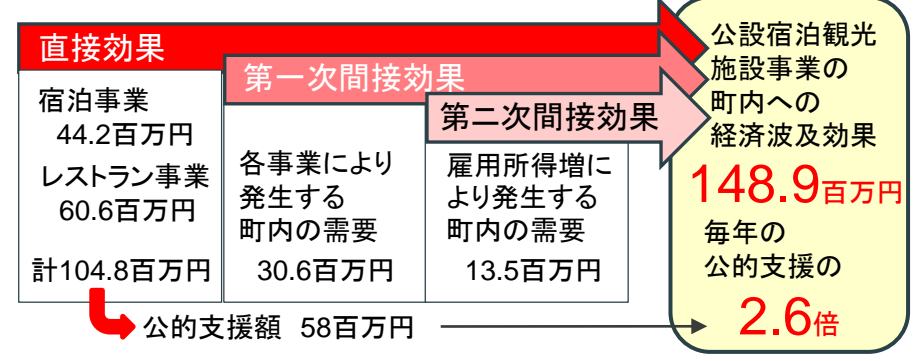 直接効果
宿泊事業
44.2百万円
レストラン事業
60.6百万円
計104.8百万円
第一次間接効果
各事業により
発生する
町内の需要
30.6百万円
第二次間接効果
雇用所得増に
より発生する
町内の需要
13.5百万円
公的支援額 58百万円
公設宿泊観光
施設事業の
町内への
経済波及効果
148.9百万円
毎年の
公的支援の
2.6倍